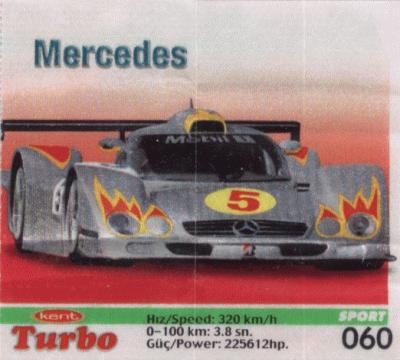 Mercedes
Mobil 1
5
kent
Turbo
Hız/Speed: 320 km/h
0-100 km: 3.8 sn.
Güç/Power: 225612hp.
SPORT
060